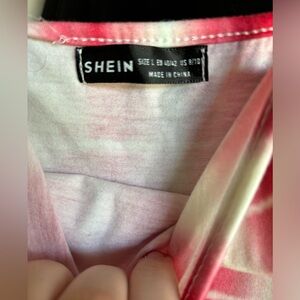 SHEIN
SIZE L EU 40/42 US 8/10
MADE IN CHINA